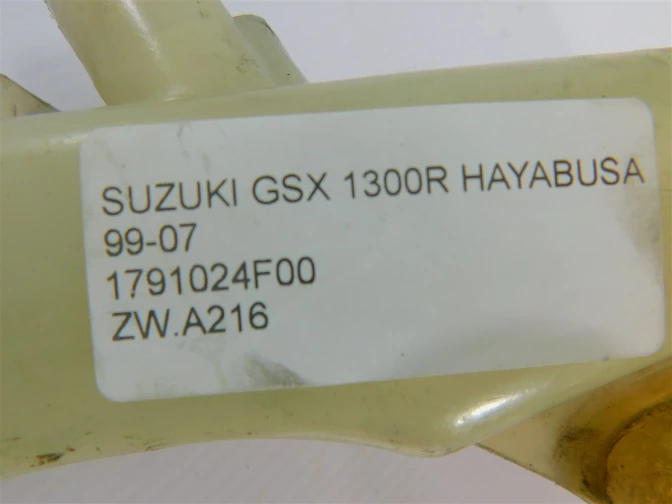 SUZUKI GSX 1300R HAYABUSA
99-07
1791024F00
ZW.A216